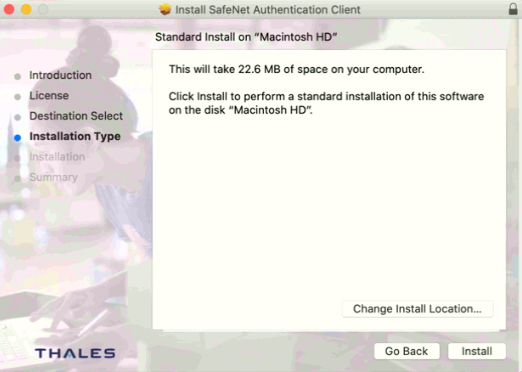 Install SafeNet Authentication Client
Standard Install on “Macintosh HD”
Introduction
License
Destination Select
Installation Type
Installation
Summary
This will take 22.6 MB of space on your computer.
Click Install to perform a standard installation of this software
on the disk “Macintosh HD”.
Change Install Location...
THALES
Go Back
Install